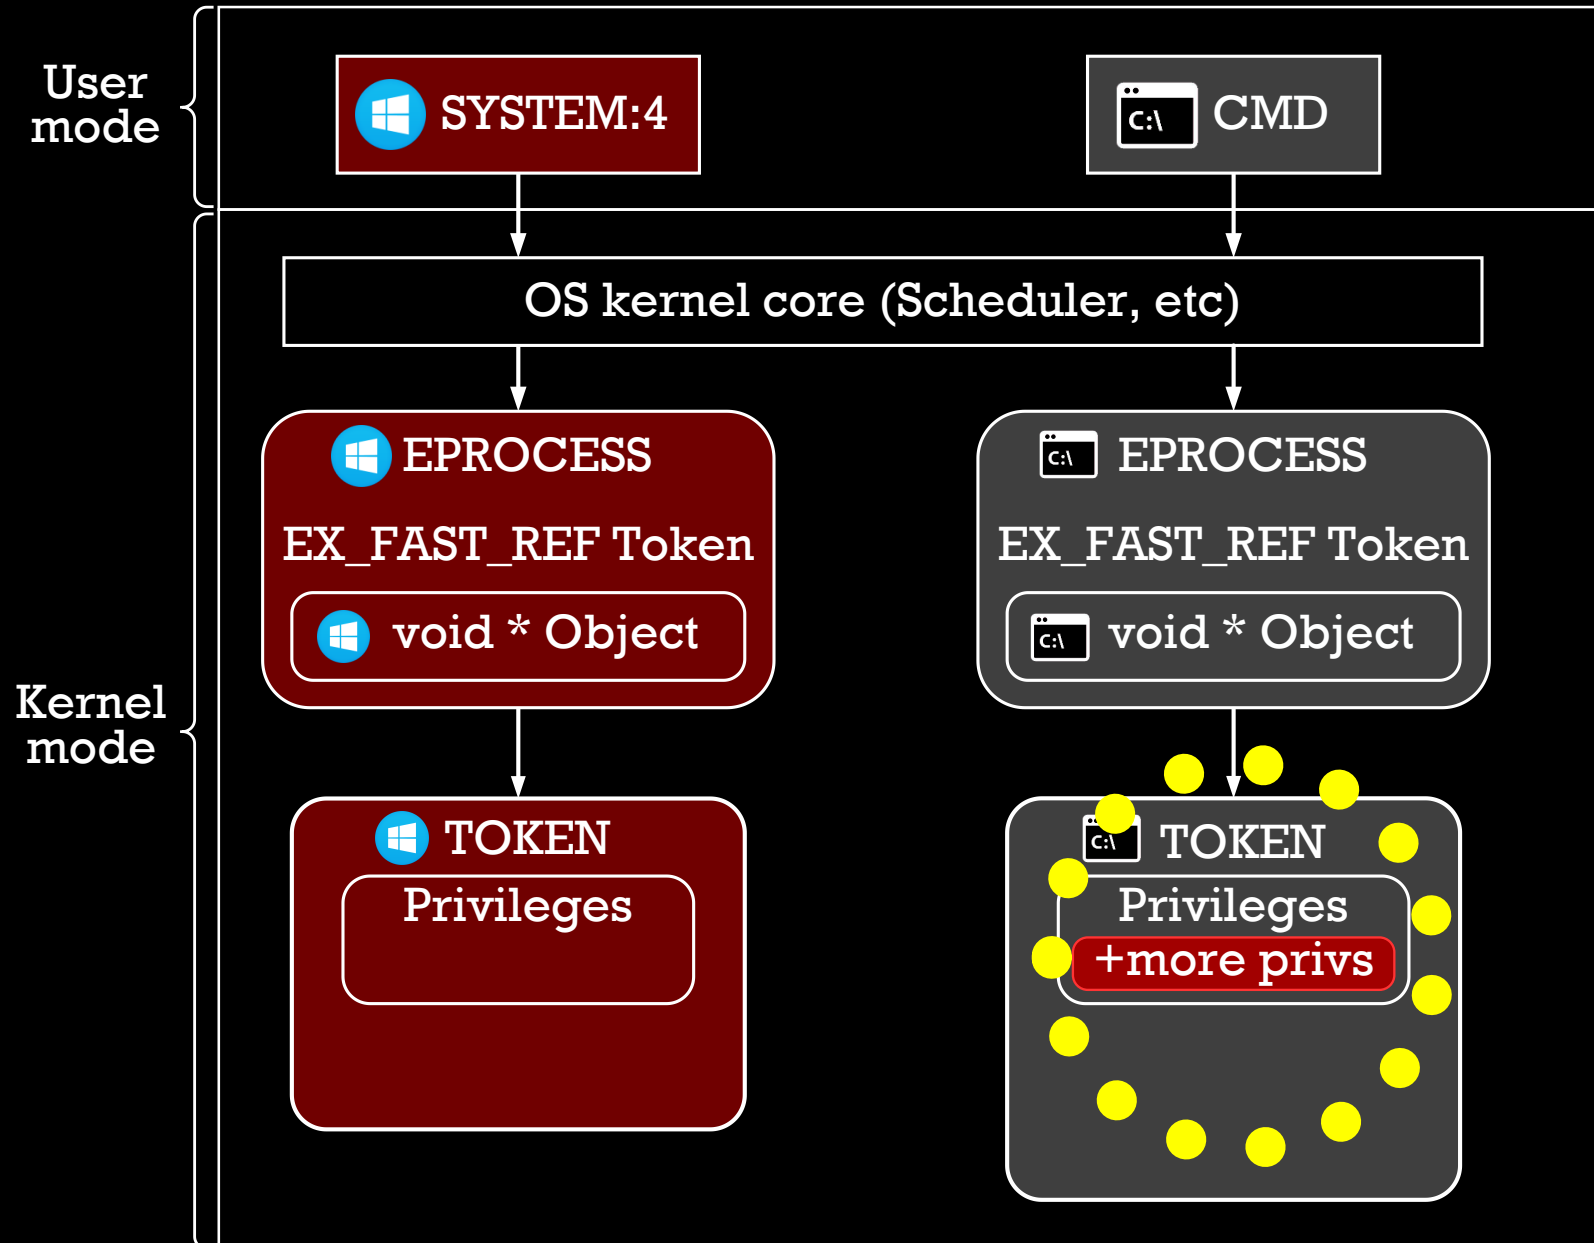 User
mode
SYSTEM:4
C:\ CMD
OS kernel core (Scheduler, etc)
EPROCESS
EX_FAST_REF Token
void * Object
C:\ EPROCESS
EX_FAST_REF Token
C:\ void * Object
Kernel
mode
TOKEN
Privileges
C:\ TOKEN
Privileges
+more privs